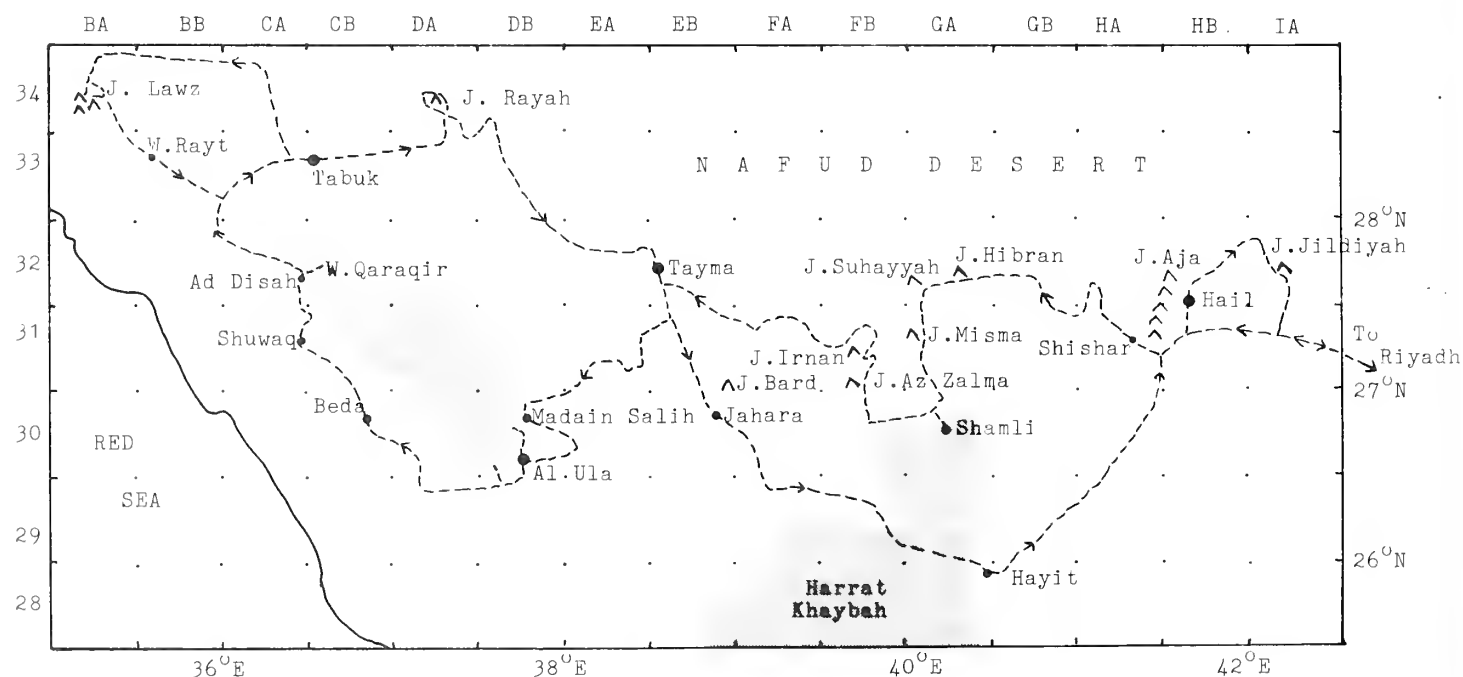 BA BB CA CB DA DB EA EB FA FB GA GB HA HB. IA
34 J. Lawz J. Rayah
W.Rayt
33 NAFUD DESERT
Tabuk
28°N
J.Hibran J.Aja J.Jildiyah
32 W.Qaraqir Tayma J.Suhayyah
Ad Disah Hail
31 Shuwaq J.Misma Shishar To
J.Irnan Riyadh
J.Bard. J.Az Zalma 27°N
Beda Madain Salih Jahara
30 RED Shamli
Al.Ula
SEA
29
26°N
Hayit
28 Harrat
Khaybah
36°E 38°E 40°E 42°E